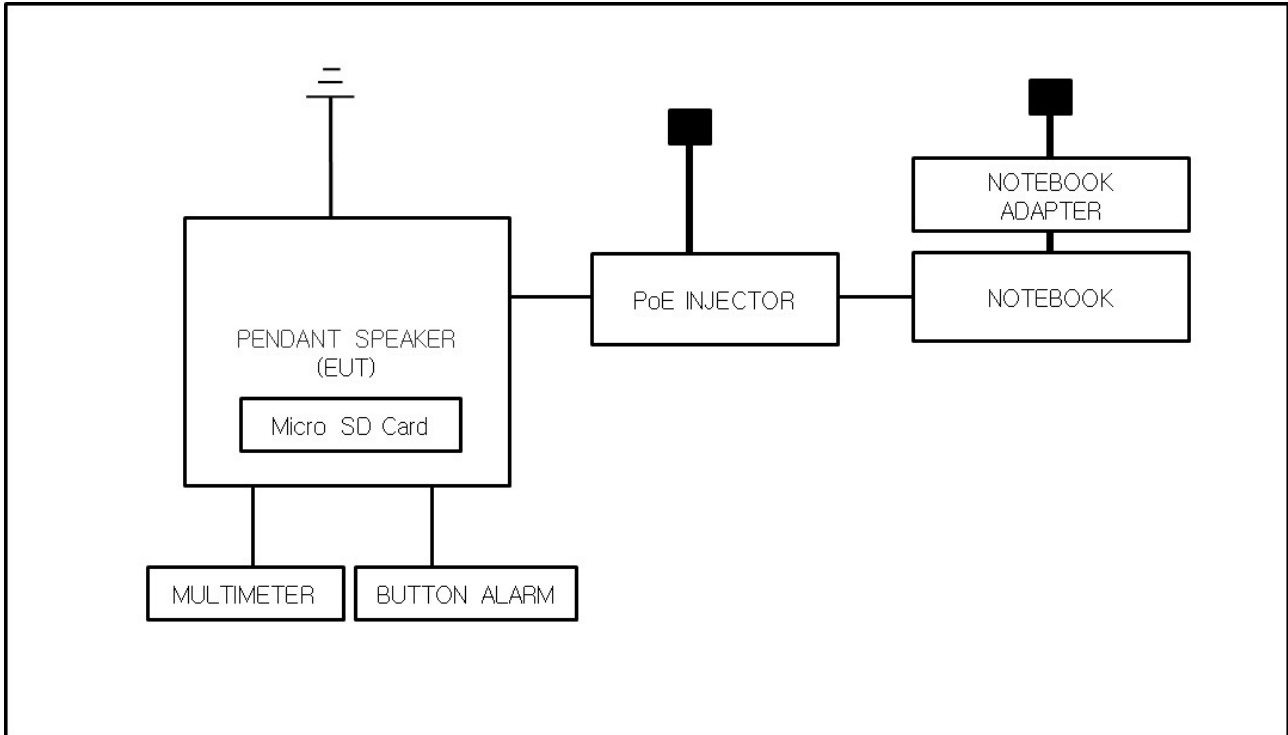 NOTEBOOK
ADAPTER
PoE INJECTOR
NOTEBOOK
PENDANT SPEAKER
(EUT)
Micro SD Card
MULTIMETER
BUTTON ALARM